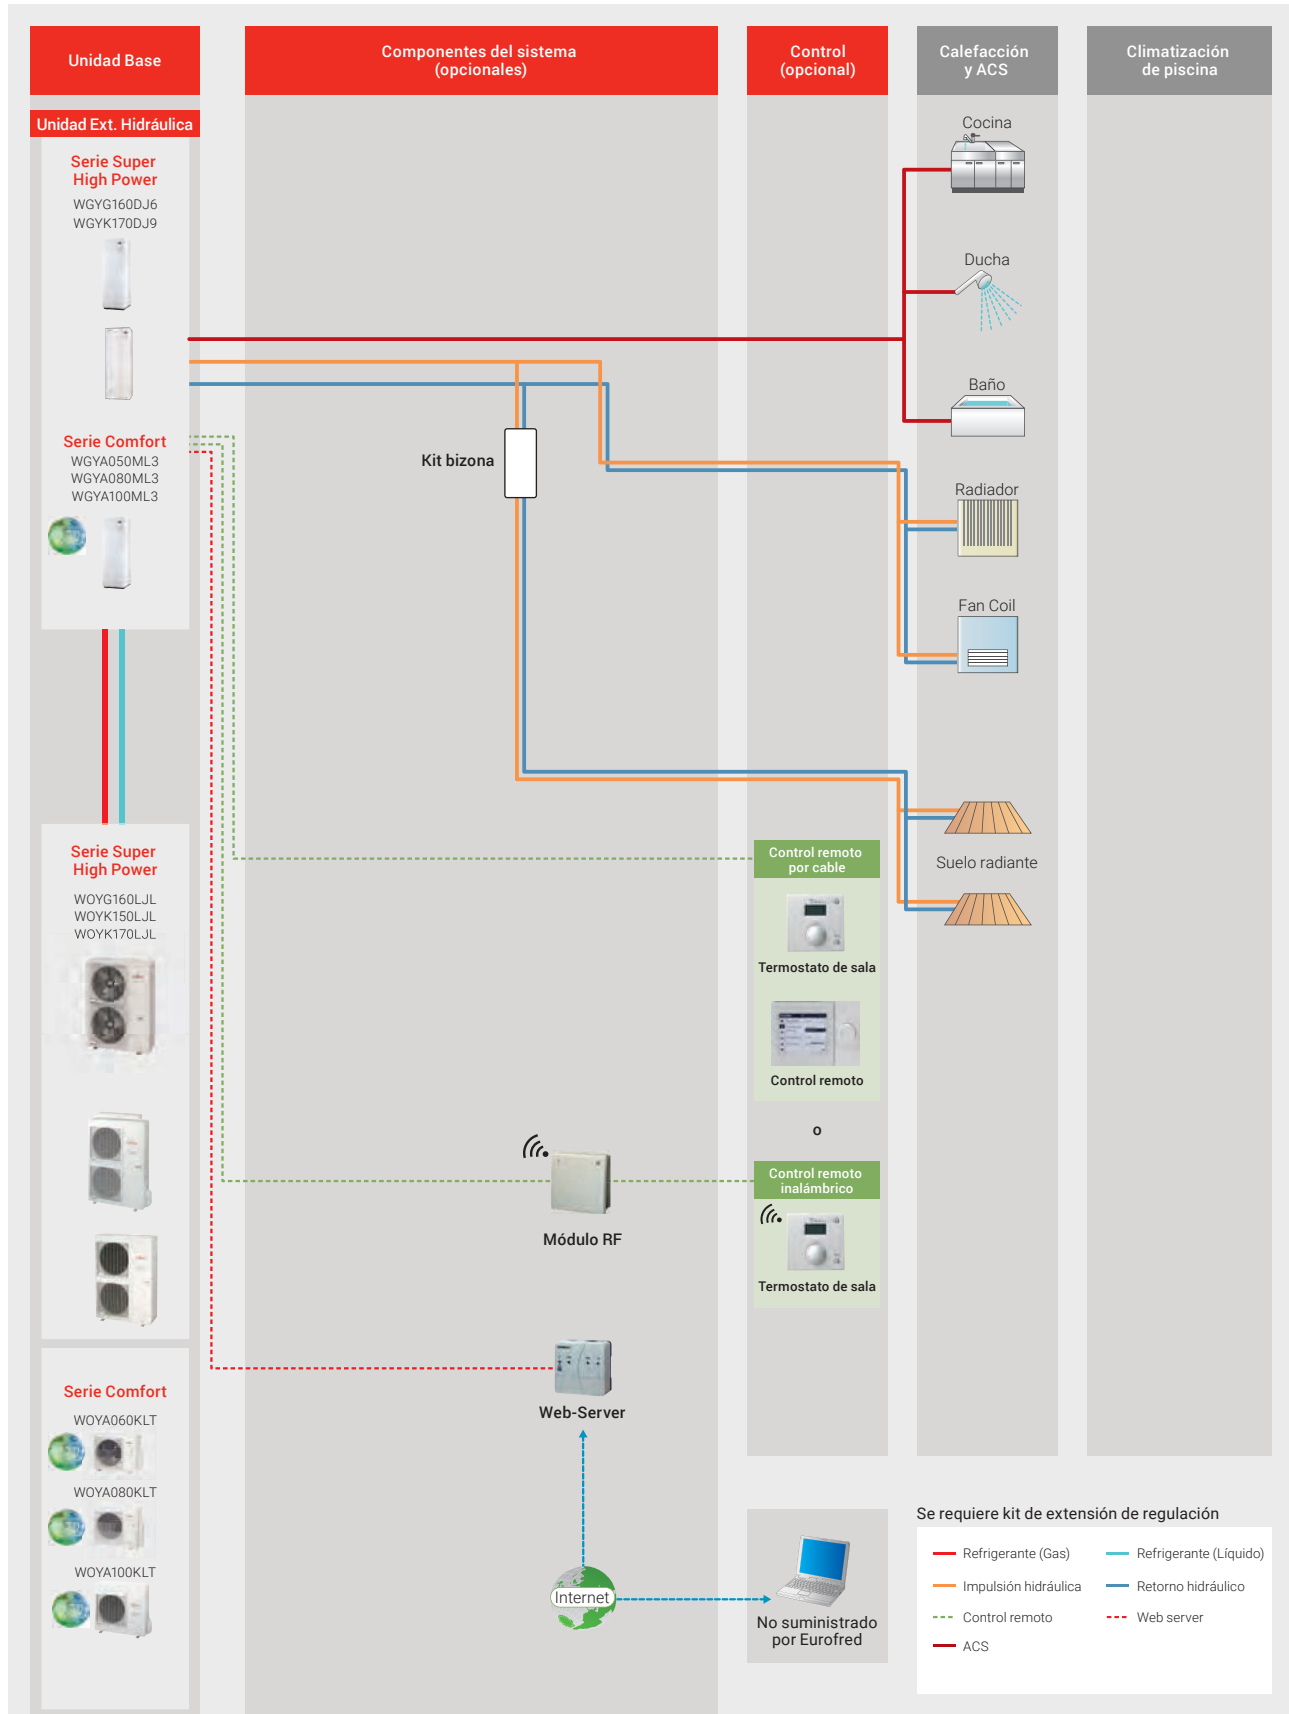 Unidad Base
Componentes del sistema
(opcionales)
Control
(opcional)
Calefacción
y ACS
Climatización
de piscina
Unidad Ext. Hidráulica
Serie Super
High Power
WGYG160DJ6
WGYK170DJ9
Serie Comfort
WGYA050ML3
WGYA080ML3
WGYA100ML3
Kit bizona
Cocina
Ducha
Baño
Radiador
Fan Coil
Suelo radiante
Serie Super
High Power
WOYG160LJL
WOYK150LJL
WOYK170LJL
Control remoto
por cable
Termostato de sala
Control remoto
o
Control remoto
inalámbrico
Termostato de sala
Módulo RF
Web-Server
Serie Comfort
WOYA060KLT
WOYA080KLT
WOYA100KLT
Internet
No suministrado
por Eurofred
Se requiere kit de extensión de regulación
Refrigerante (Gas)
Refrigerante (Líquido)
Impulsión hidráulica
Retorno hidráulico
Control remoto
Web server
ACS